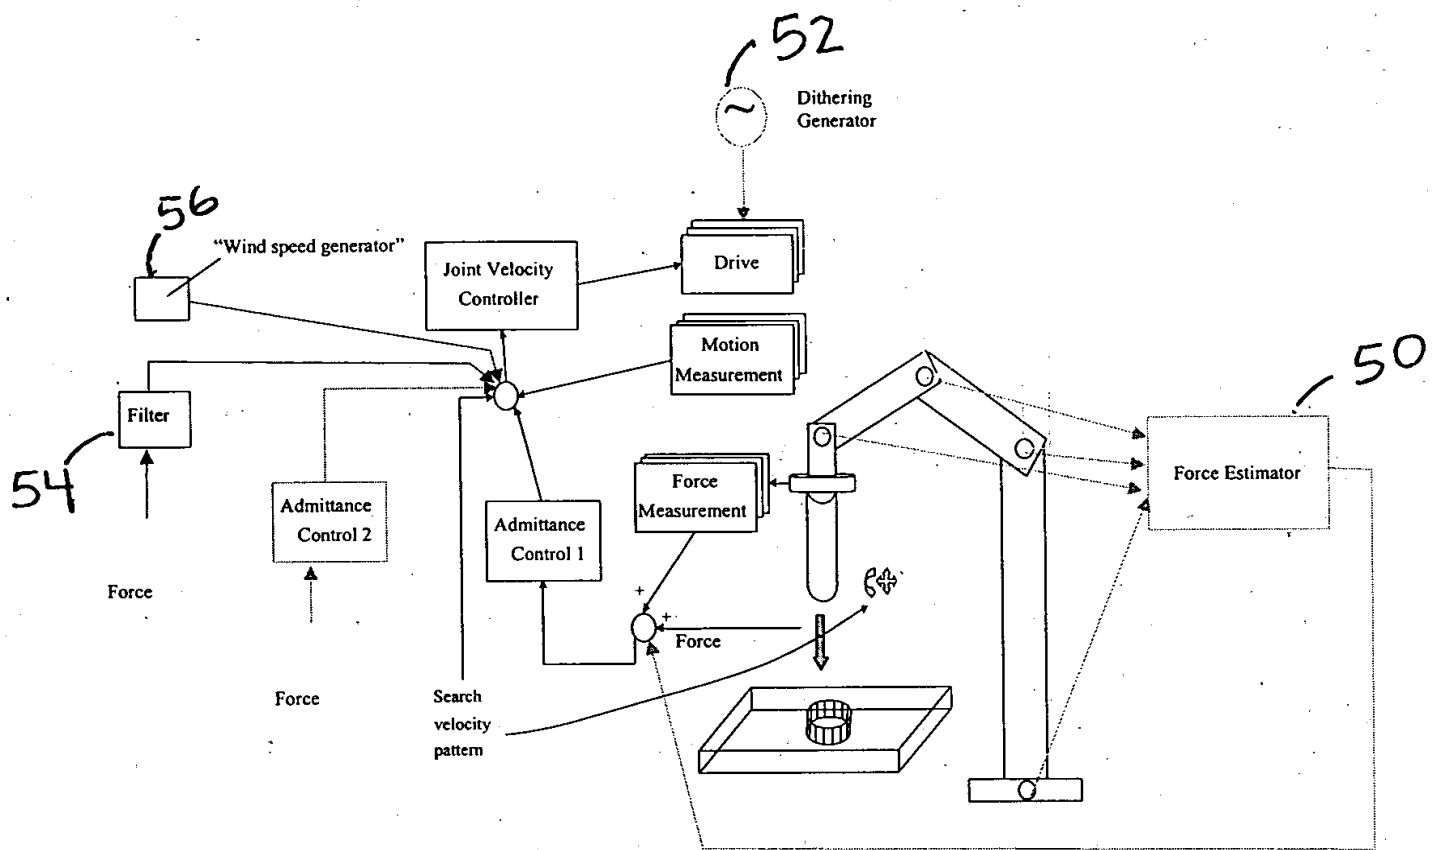 52
Dithering
Generator
56
"Wind speed generator"
Joint Velocity
Controller
Drive
Motion
Measurement
50
Filter
54
Force Estimator
Force
Measurement
Admittance
Control 2
Admittance
Control 1
Force
+
+
Force
Force
Search
velocity
pattern